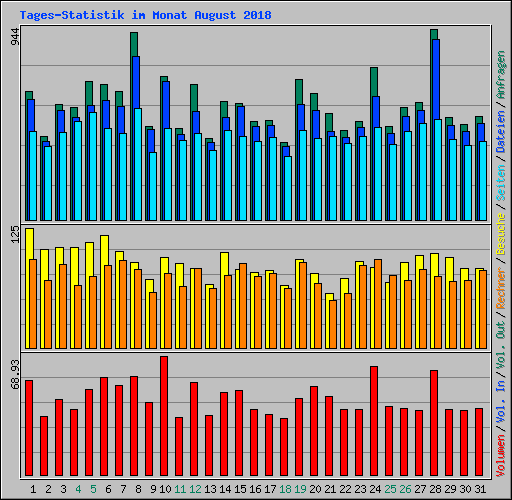 Tages-Statistik im Monat August 2018
944
125
68.93
Volumen / Vol. In / Vol. Out / Rechner / Besuche / Seiten / Dateien / Anfragen
1 2 3 4 5 6 7 8 9 10 11 12 13 14 15 16 17 18 19 20 21 22 23 24 25 26 27 28 29 30 31